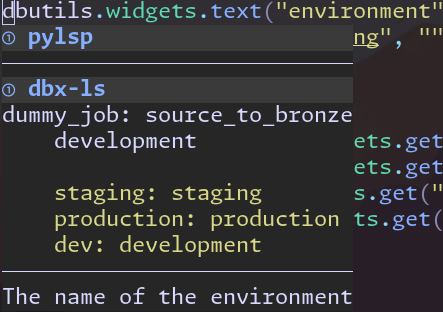 dbutils.widgets.text("environment"
① pylsp
ng", ""
① dbx-ls
dummy_job: source_to_bronze
development
ets.get
ets.get
staging: staging
s.get("
production: production
ts.get(
dev: development
The name of the environment